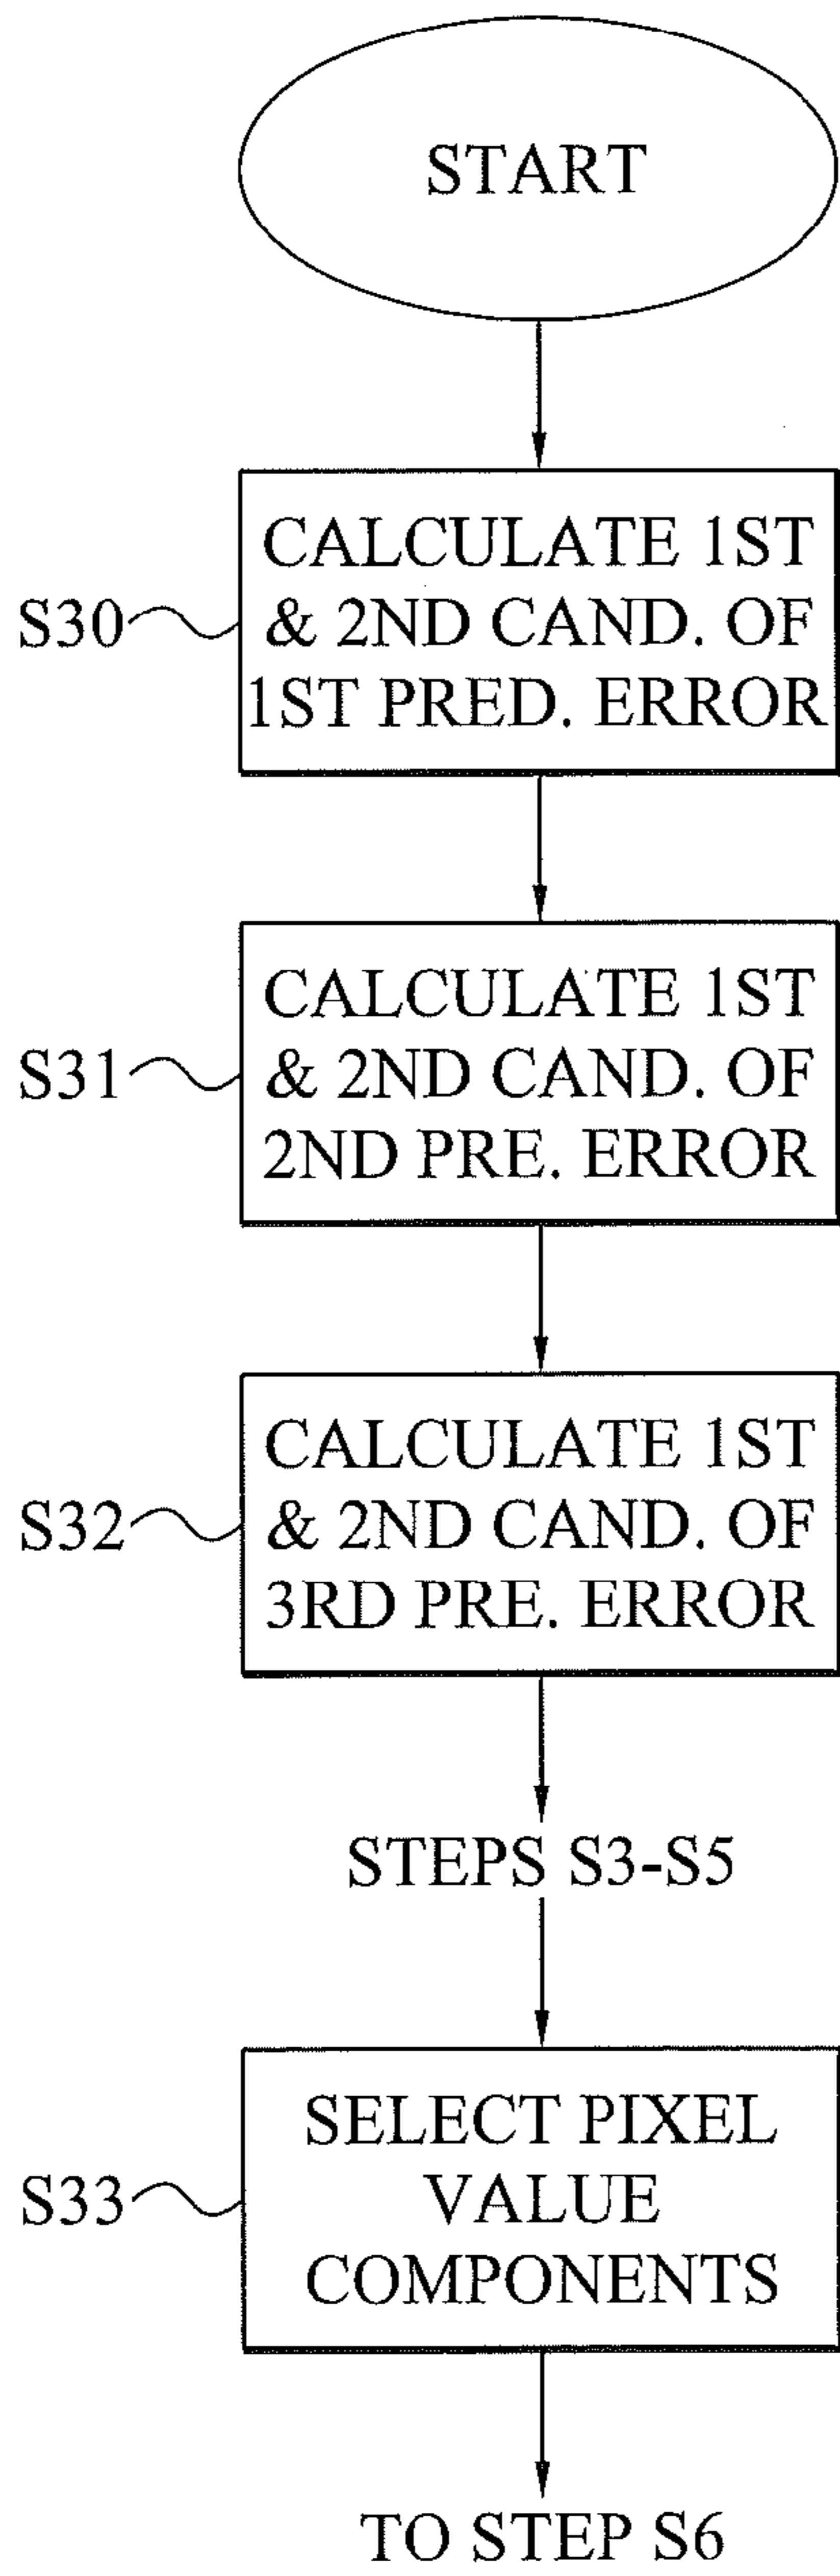 START
CALCULATE 1ST
S30 & 2ND CAND. OF
1ST PRED. ERROR
CALCULATE 1ST
S31 & 2ND CAND. OF
2ND PRE. ERROR
CALCULATE 1ST
S32 & 2ND CAND. OF
3RD PRE. ERROR
STEPS S3-S5
SELECT PIXEL
S33 VALUE
COMPONENTS
TO STEP S6